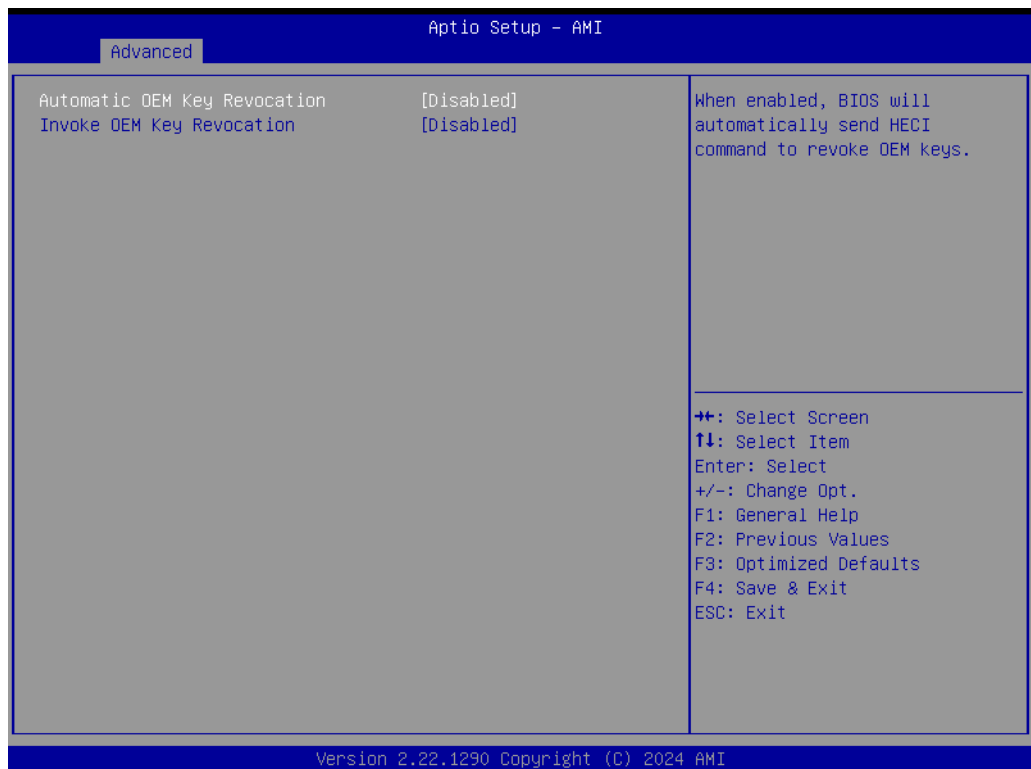 Aptio Setup – AMI
Advanced
Automatic OEM Key Revocation [Disabled]
Invoke OEM Key Revocation [Disabled]
When enabled, BIOS will
automatically send HECI
command to revoke OEM keys.
→←: Select Screen
↑↓: Select Item
Enter: Select
+/-: Change Opt.
F1: General Help
F2: Previous Values
F3: Optimized Defaults
F4: Save & Exit
ESC: Exit
Version 2.22.1290 Copyright (C) 2024 AMI